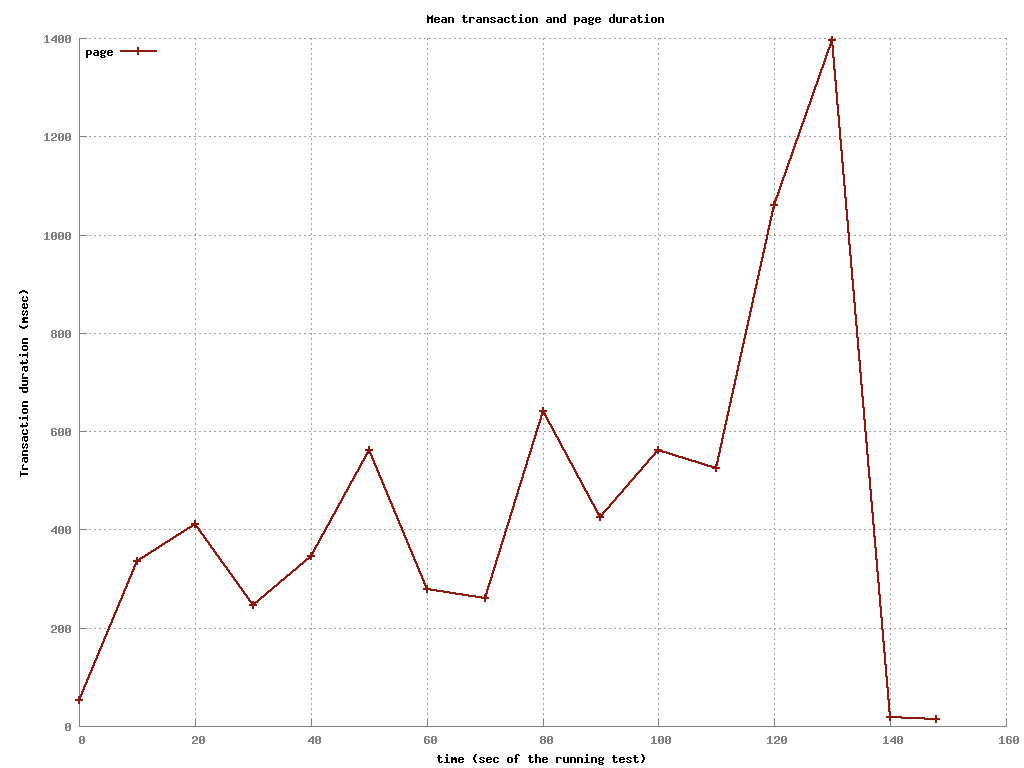 Mean transaction and page duration
1400
page
1200
1000
800
600
400
200
0
Transaction duration (msec)
0 20 40 60 80 100 120 140 160
time (sec of the running test)